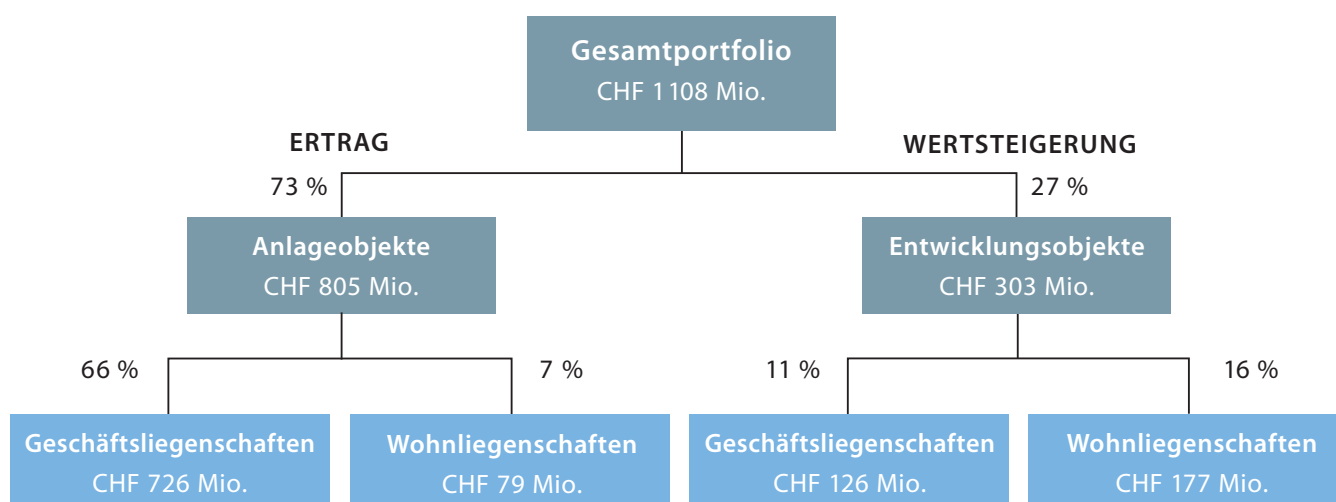 Gesamtportfolio
CHF 1108 Mio.
ERTRAG
WERTSTEIGERUNG
73 %
27 %
Anlageobjekte
CHF 805 Mio.
Entwicklungsobjekte
CHF 303 Mio.
66 %
7 %
11 %
16 %
Geschäftsliegenschaften
CHF 726 Mio.
Wohnliegenschaften
CHF 79 Mio.
Geschäftsliegenschaften
CHF 126 Mio.
Wohnliegenschaften
CHF 177 Mio.